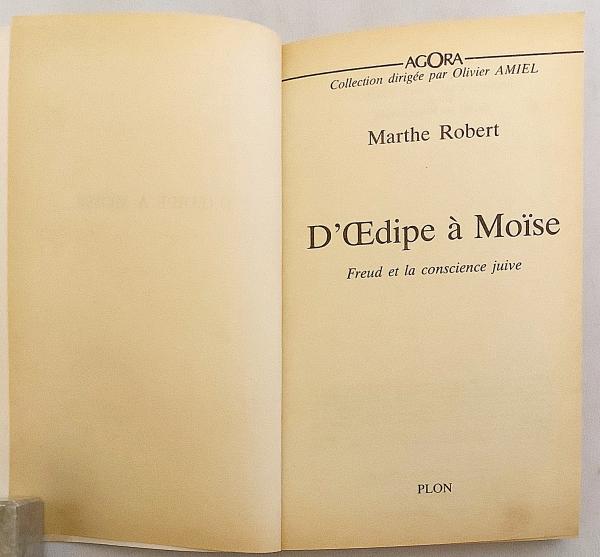 AGORA
Collection dirigée par Olivier AMIEL
Marthe Robert
D'Œdipe à Moïse
Freud et la conscience juive
PLON